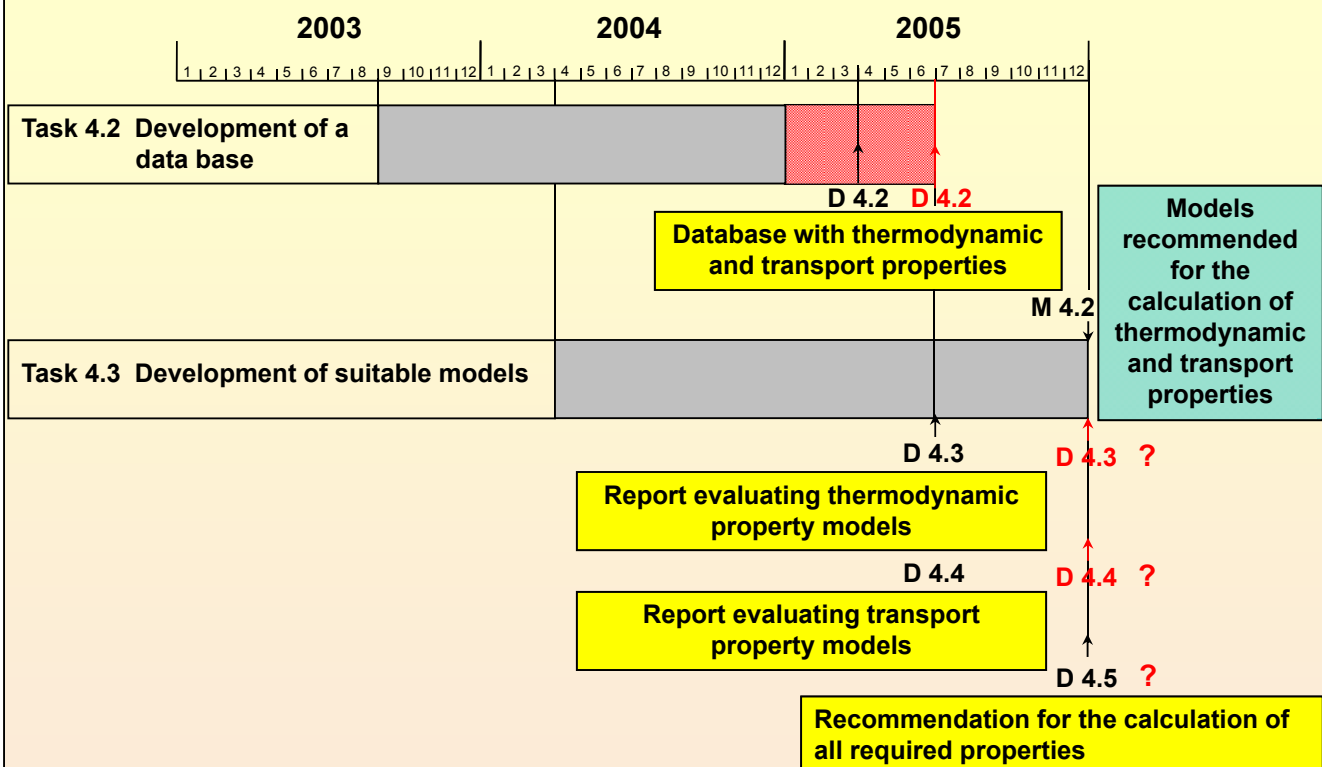 2003 2004 2005
1 2 3 4 5 6 7 8 9 10 11 12 1 2 3 4 5 6 7 8 9 10 11 12 1 2 3 4 5 6 7 8 9 10 11 12
Task 4.2 Development of a
data base
D 4.2 D 4.2
Database with thermodynamic
and transport properties
Models
recommended
for the
calculation of
thermodynamic
and transport
properties
M 4.2
Task 4.3 Development of suitable models
D 4.3 D 4.3 ?
Report evaluating thermodynamic
property models
D 4.4 D 4.4 ?
Report evaluating transport
property models
D 4.5 ?
Recommendation for the calculation of
all required properties